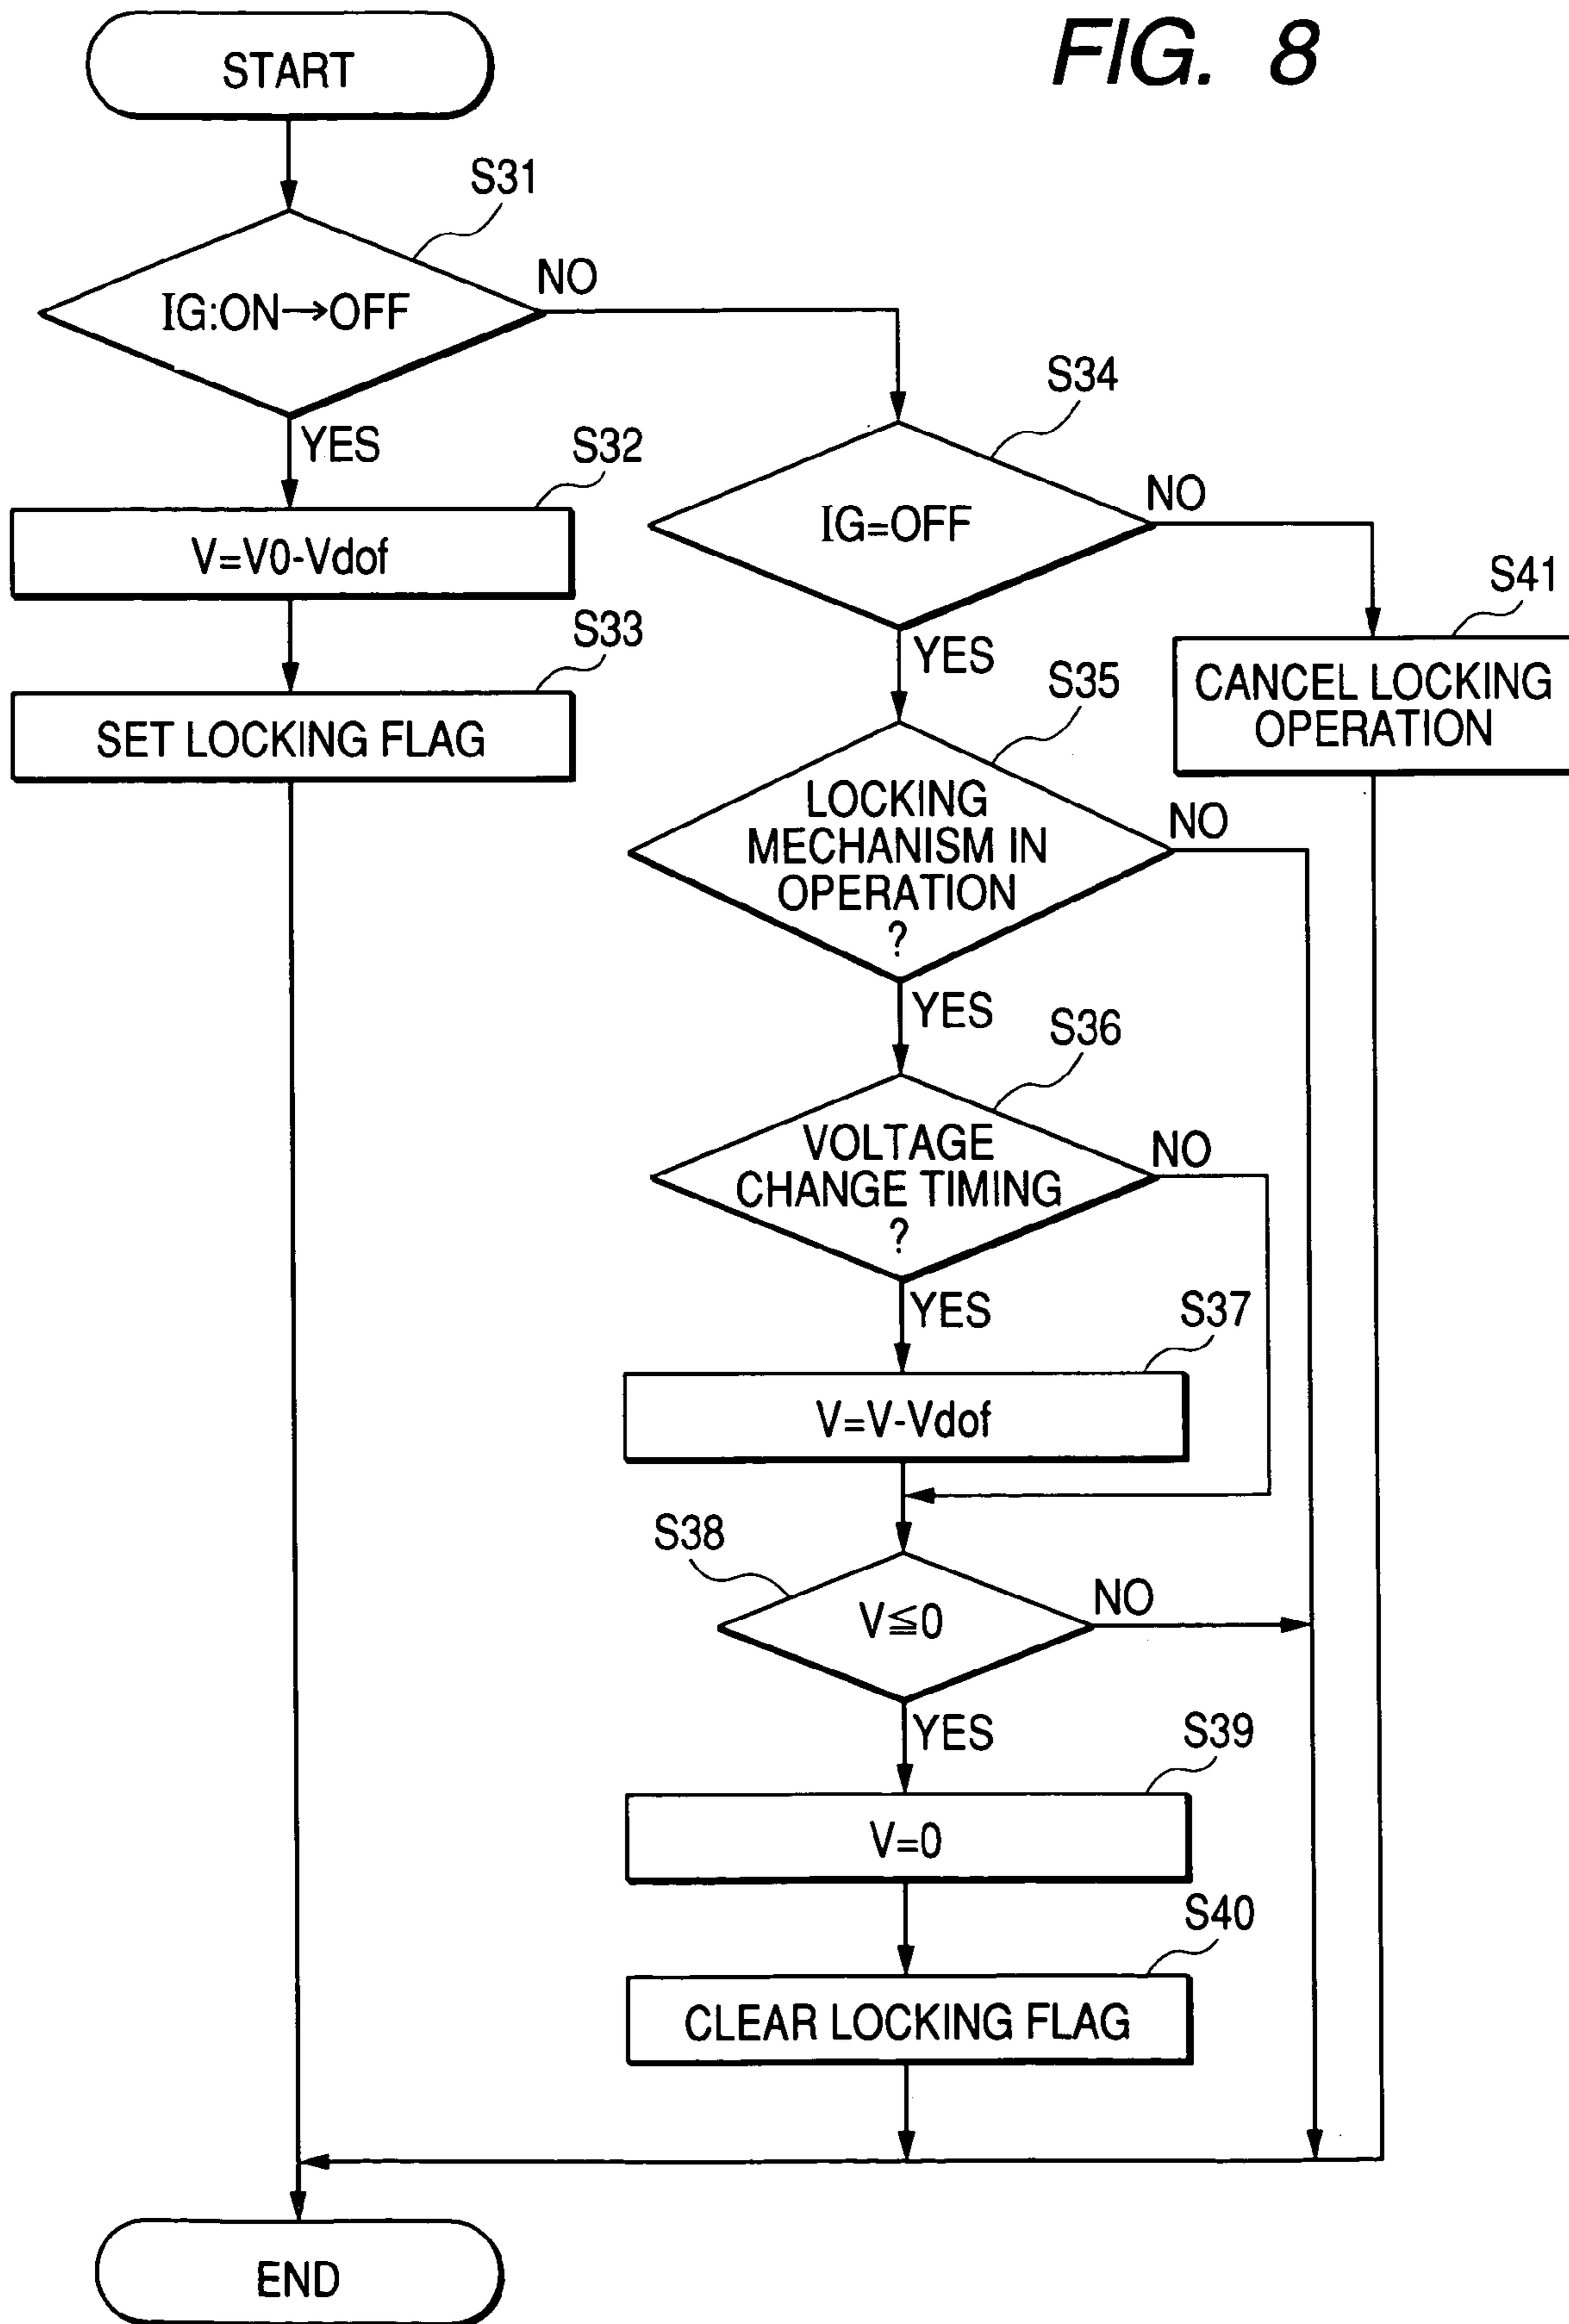 FIG. 8
START
S31
IG:ON→OFF
NO
YES
S32
V=V0-Vdof
S33
SET LOCKING FLAG
S34
IG=OFF
NO
YES
S41
CANCEL LOCKING
OPERATION
S35
LOCKING
MECHANISM IN
OPERATION
?
NO
YES
S36
VOLTAGE
CHANGE TIMING
?
NO
YES
S37
V=V-Vdof
S38
V≦0
NO
YES
S39
V=0
S40
CLEAR LOCKING FLAG
END